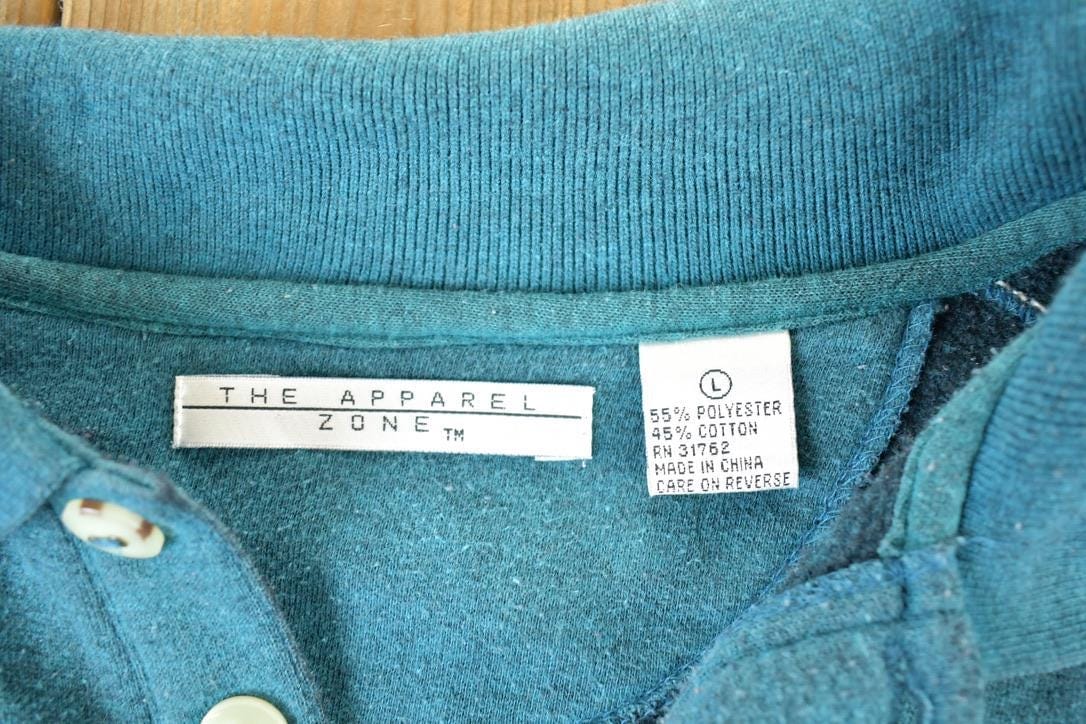 THE APPAREL
ZONE TM
L
55% POLYESTER
45% COTTON
RN 31762
MADE IN CHINA
CARE ON REVERSE